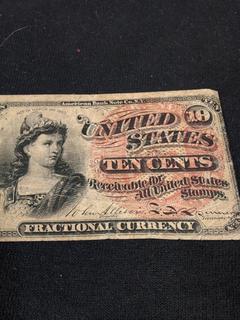 American Bank Note Co. N.Y.
10
UNITED
STATES
TEN CENTS
Receivable for
All United States
Stamps.
FRACTIONAL CURRENCY